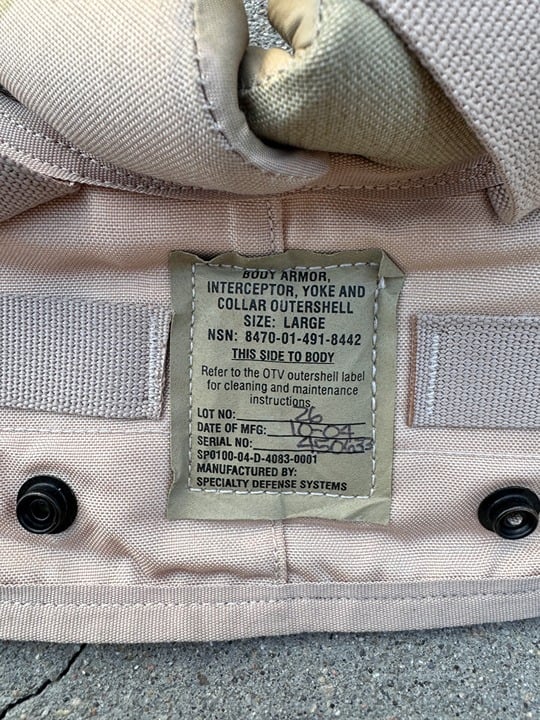 BODY ARMOR,
INTERCEPTOR, YOKE AND
COLLAR OUTERSHELL
SIZE: LARGE
NSN: 8470-01-491-8442
THIS SIDE TO BODY
Refer to the OTV outershell label
for cleaning and maintenance
instructions.
LOT NO: 26
DATE OF MFG: 10-04
SERIAL NO:
SP0100-04-D-4083-0001
MANUFACTURED BY:
SPECIALTY DEFENSE SYSTEMS